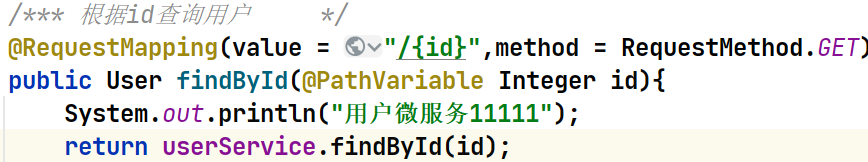 /*** 根据id查询用户     */
@RequestMapping(value = "/{id}",method = RequestMethod.GET)
public User findById(@PathVariable Integer id){
    System.out.println("用户微服务11111");
    return userService.findById(id);